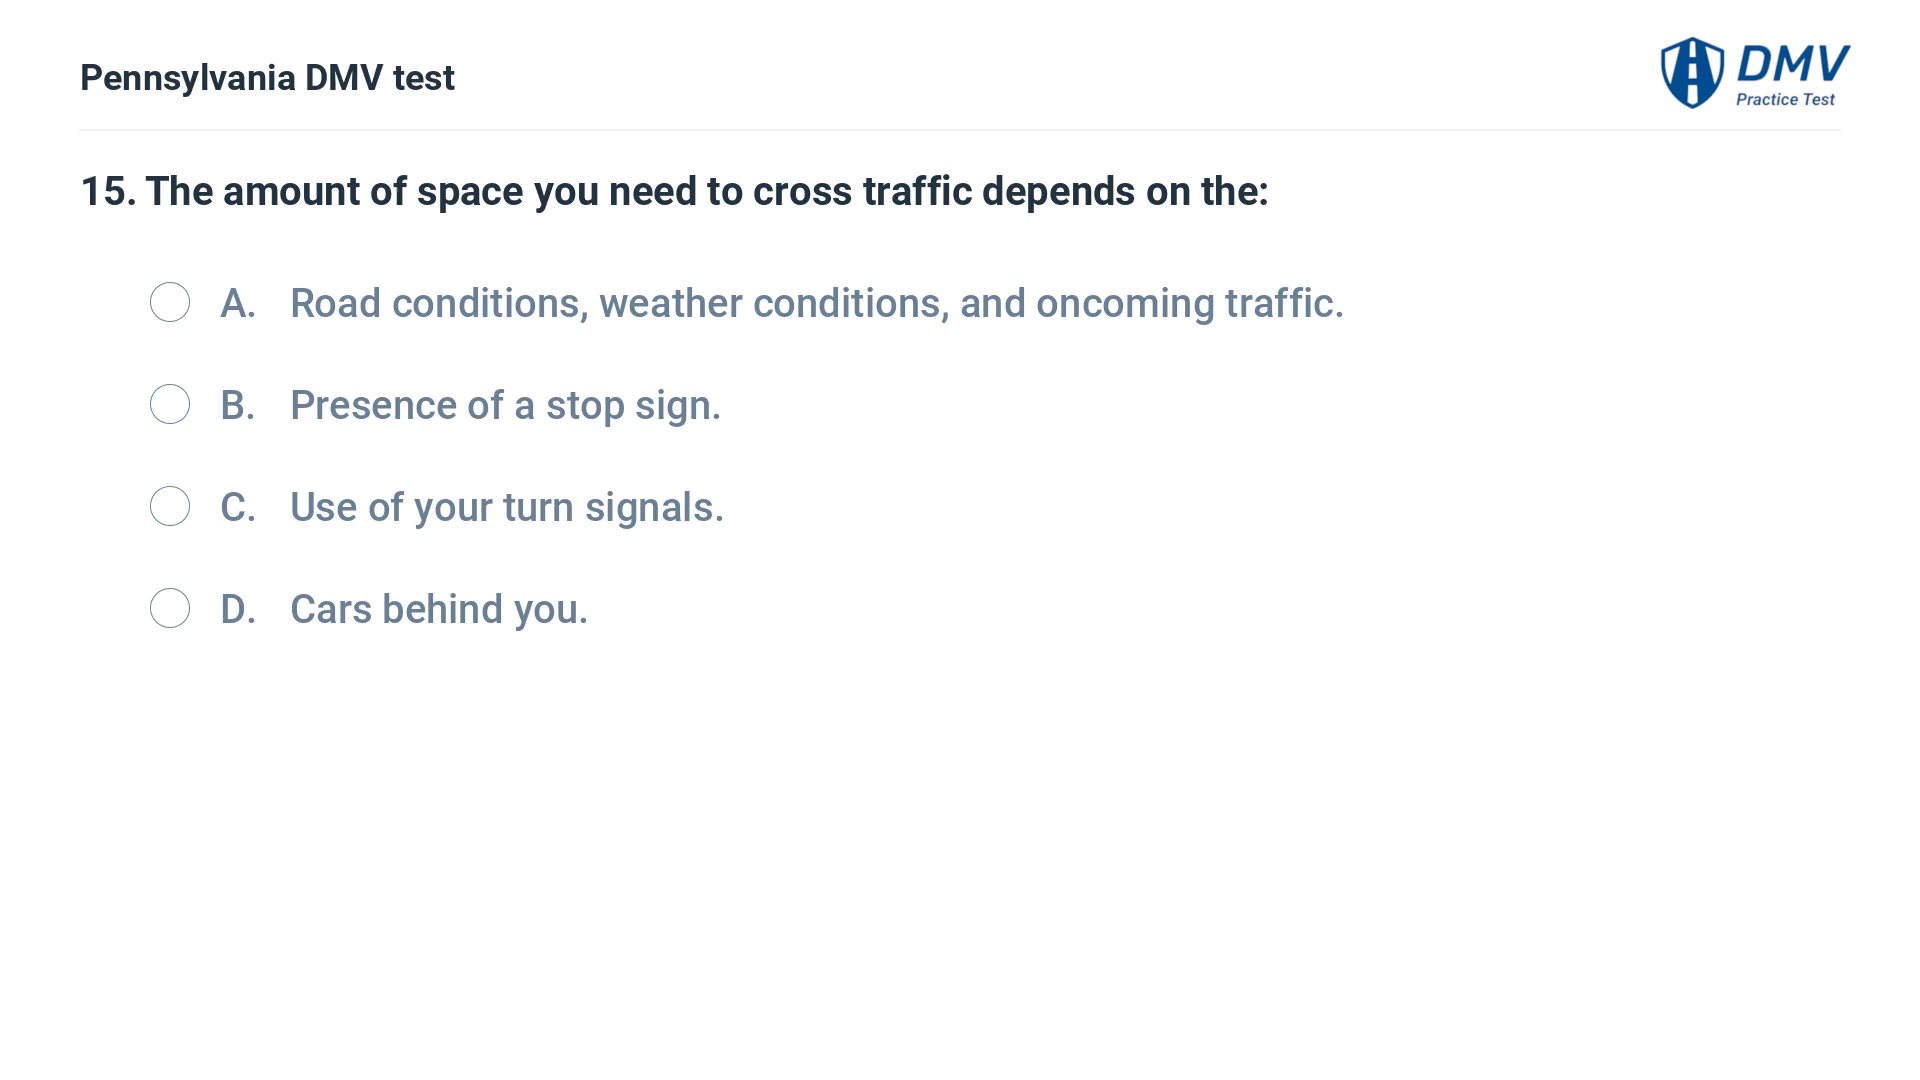 Pennsylvania DMV test
DMV
Practice Test
15. The amount of space you need to cross traffic depends on the:
A. Road conditions, weather conditions, and oncoming traffic.
B. Presence of a stop sign.
C. Use of your turn signals.
D. Cars behind you.